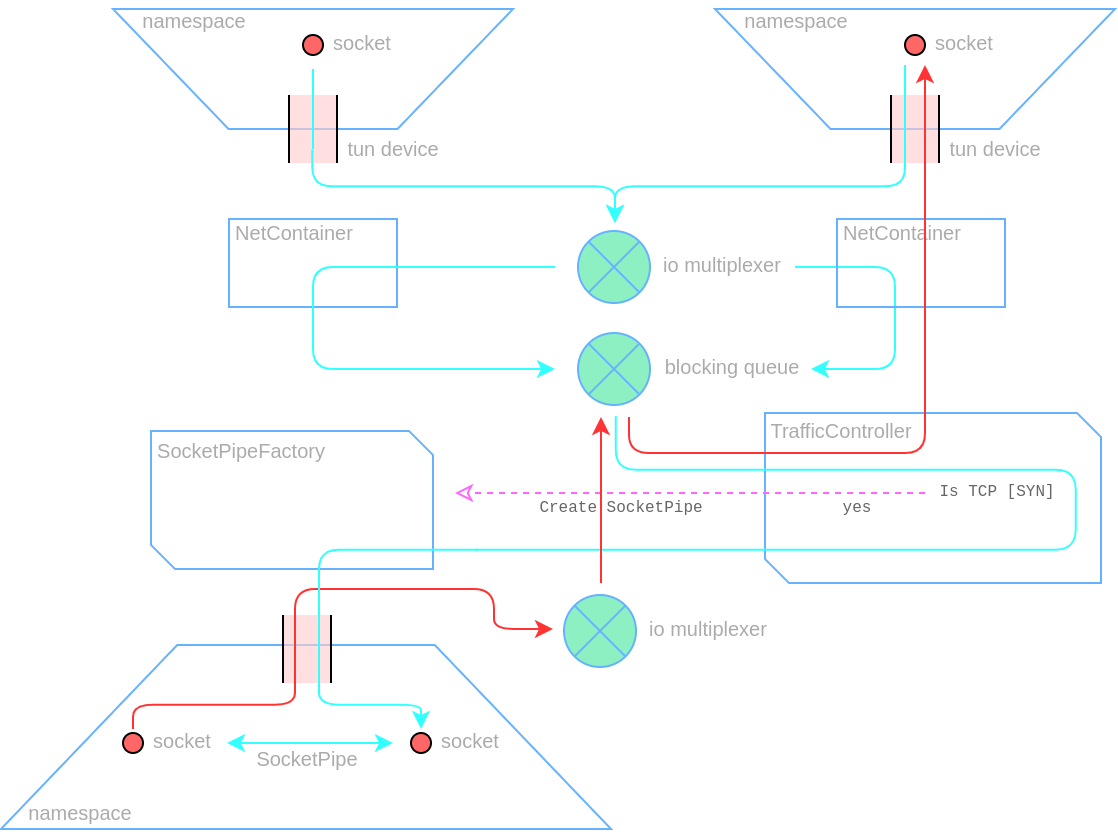 namespace
socket
tun device
namespace
socket
tun device
NetContainer
io multiplexer
NetContainer
blocking queue
SocketPipeFactory
TrafficController
Is TCP [SYN]
Create SocketPipe
yes
io multiplexer
socket
socket
SocketPipe
namespace